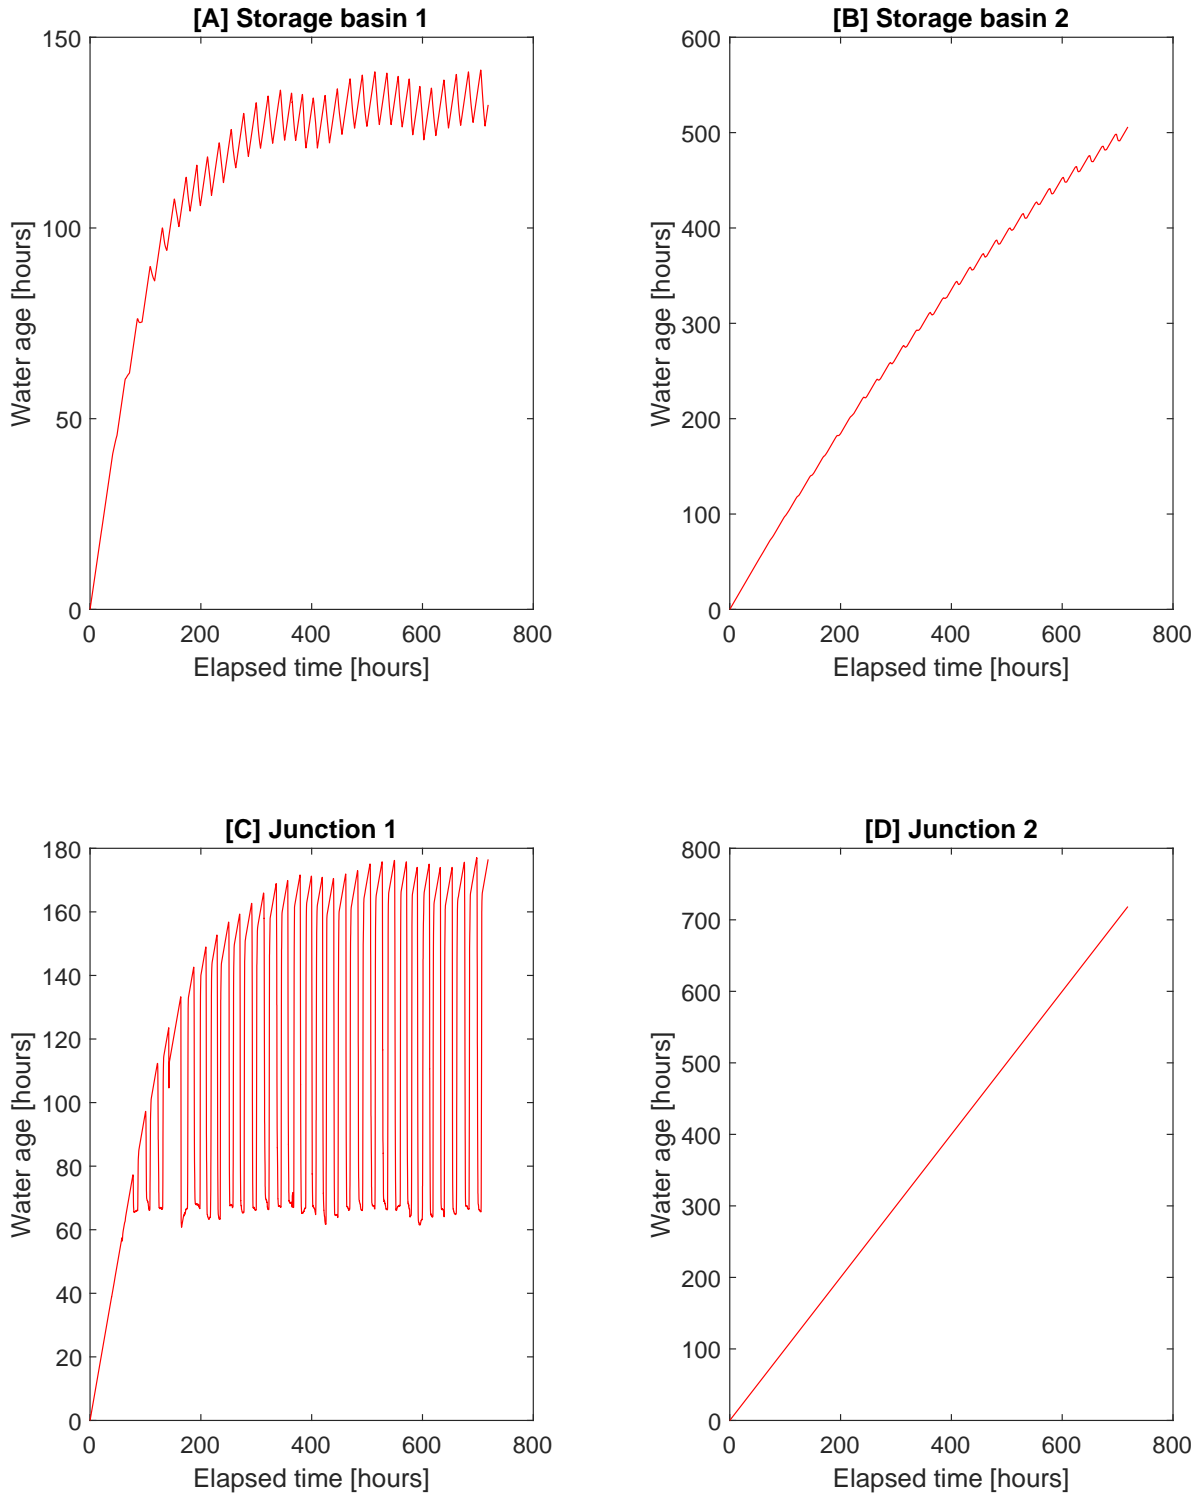 [A] Storage basin 1
150
100
50
0
0 200 400 600 800
Water age [hours]
Elapsed time [hours]
[B] Storage basin 2
600
500
400
300
200
100
0
0 200 400 600 800
Water age [hours]
Elapsed time [hours]
[C] Junction 1
180
160
140
120
100
80
60
40
20
0
0 200 400 600 800
Water age [hours]
Elapsed time [hours]
[D] Junction 2
800
700
600
500
400
300
200
100
0
0 200 400 600 800
Water age [hours]
Elapsed time [hours]